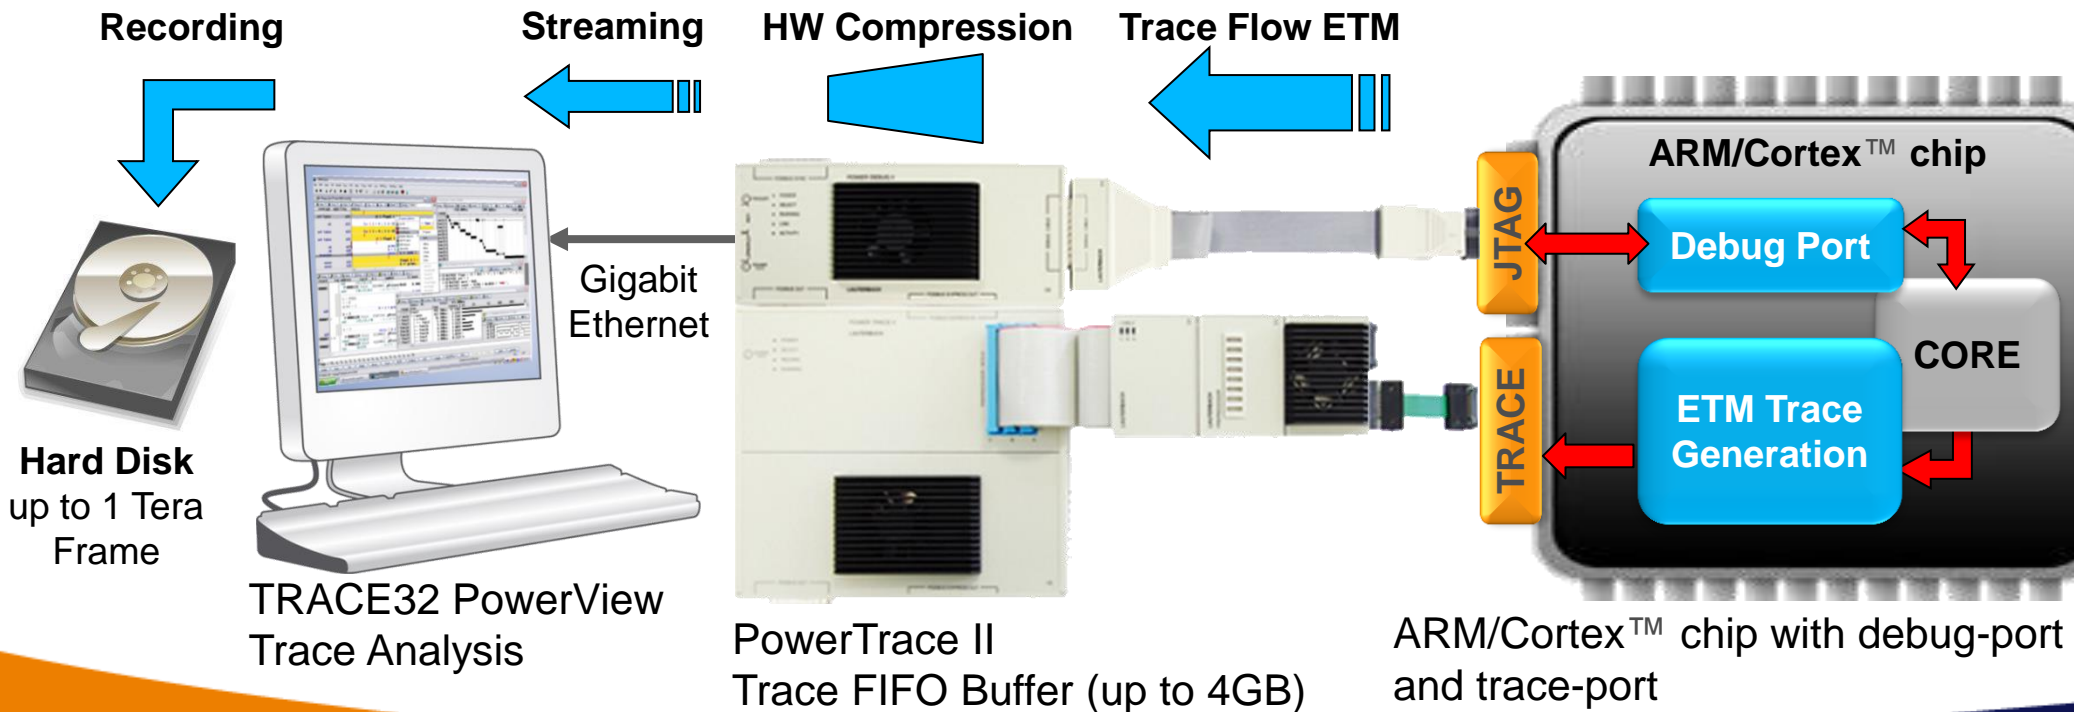 Recording
Streaming
HW Compression
Trace Flow ETM
ARM/Cortex™ chip
JTAG
Debug Port
CORE
TRACE
ETM Trace
Generation
Gigabit
Ethernet
Hard Disk
up to 1 Tera
Frame
TRACE32 PowerView
Trace Analysis
PowerTrace II
Trace FIFO Buffer (up to 4GB)
ARM/Cortex™ chip with debug-port
and trace-port